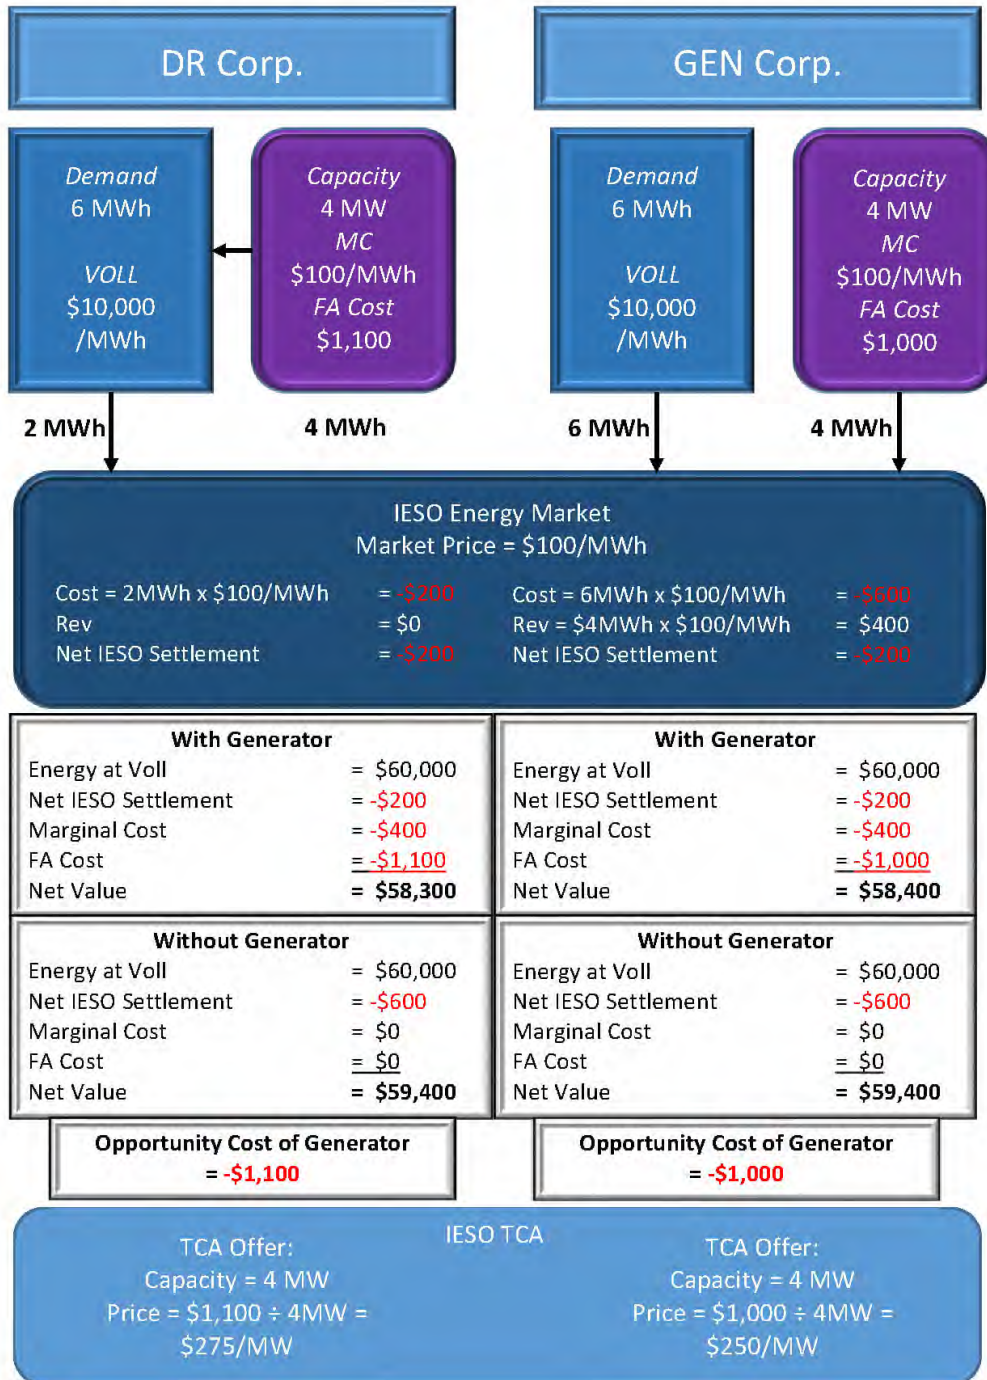 DR Corp.
GEN Corp.
Demand
6 MWh
VOLL
$10,000
/MWh
Capacity
4 MW
MC
$100/MWh
FA Cost
$1,100
Demand
6 MWh
VOLL
$10,000
/MWh
Capacity
4 MW
MC
$100/MWh
FA Cost
$1,000
2 MWh
4 MWh
6 MWh
4 MWh
IESO Energy Market
Market Price = $100/MWh
Cost = 2MWh x $100/MWh = -$200
Rev = $0
Net IESO Settlement = -$200
Cost = 6MWh x $100/MWh = -$600
Rev = $4MWh x $100/MWh = $400
Net IESO Settlement = -$200
With Generator
Energy at Voll = $60,000
Net IESO Settlement = -$200
Marginal Cost = -$400
FA Cost = -$1,100
Net Value = $58,300
With Generator
Energy at Voll = $60,000
Net IESO Settlement = -$200
Marginal Cost = -$400
FA Cost = -$1,000
Net Value = $58,400
Without Generator
Energy at Voll = $60,000
Net IESO Settlement = -$600
Marginal Cost = $0
FA Cost = $0
Net Value = $59,400
Without Generator
Energy at Voll = $60,000
Net IESO Settlement = -$600
Marginal Cost = $0
FA Cost = $0
Net Value = $59,400
Opportunity Cost of Generator
= -$1,100
Opportunity Cost of Generator
= -$1,000
IESO TCA
TCA Offer:
Capacity = 4 MW
Price = $1,100 ÷ 4MW =
$275/MW
TCA Offer:
Capacity = 4 MW
Price = $1,000 ÷ 4MW =
$250/MW